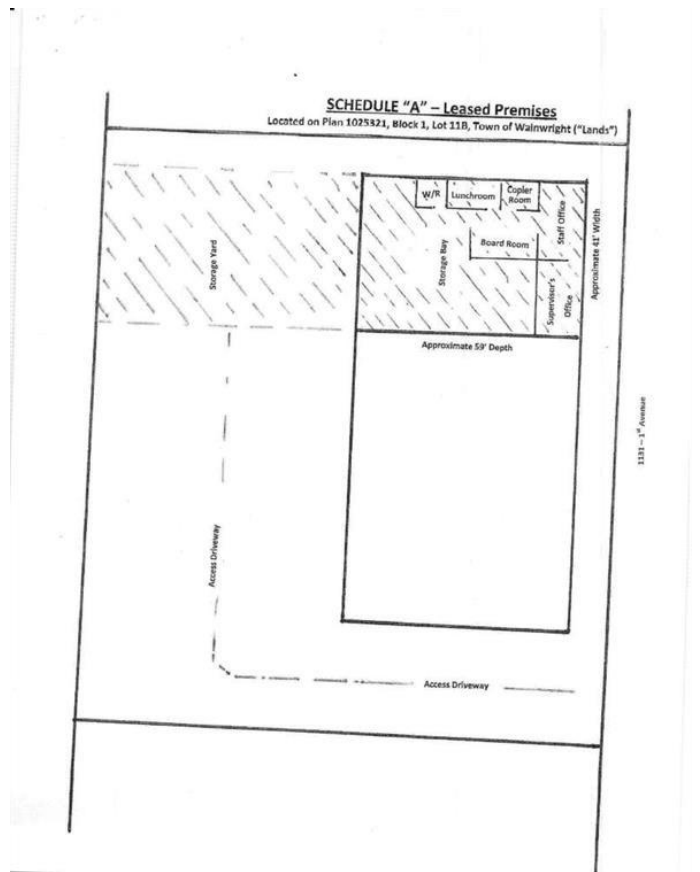 SCHEDULE "A" – Leased Premises
Located on Plan 1025321, Block 1, Lot 11B, Town of Wainwright ("Lands")
W/R
Lunchroom
Copier
Room
Staff Office
Board Room
Storage Yard
Storage Bay
Supervisor's
Office
Approximate 41' Width
Approximate 59' Depth
1131 – 1st Avenue
Access Driveway
Access Driveway